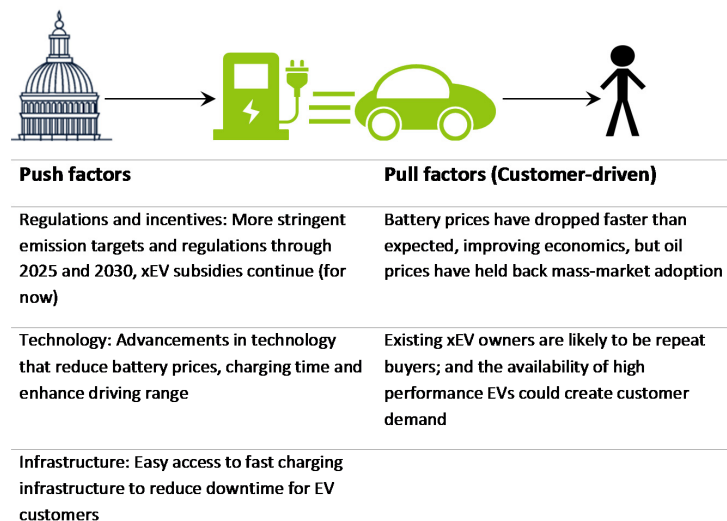 Push factors
Pull factors (Customer-driven)
Regulations and incentives: More stringent
emission targets and regulations through
2025 and 2030, xEV subsidies continue (for
now)
Battery prices have dropped faster than
expected, improving economics, but oil
prices have held back mass-market adoption
Technology: Advancements in technology
that reduce battery prices, charging time and
enhance driving range
Existing xEV owners are likely to be repeat
buyers; and the availability of high
performance EVs could create customer
demand
Infrastructure: Easy access to fast charging
infrastructure to reduce downtime for EV
customers